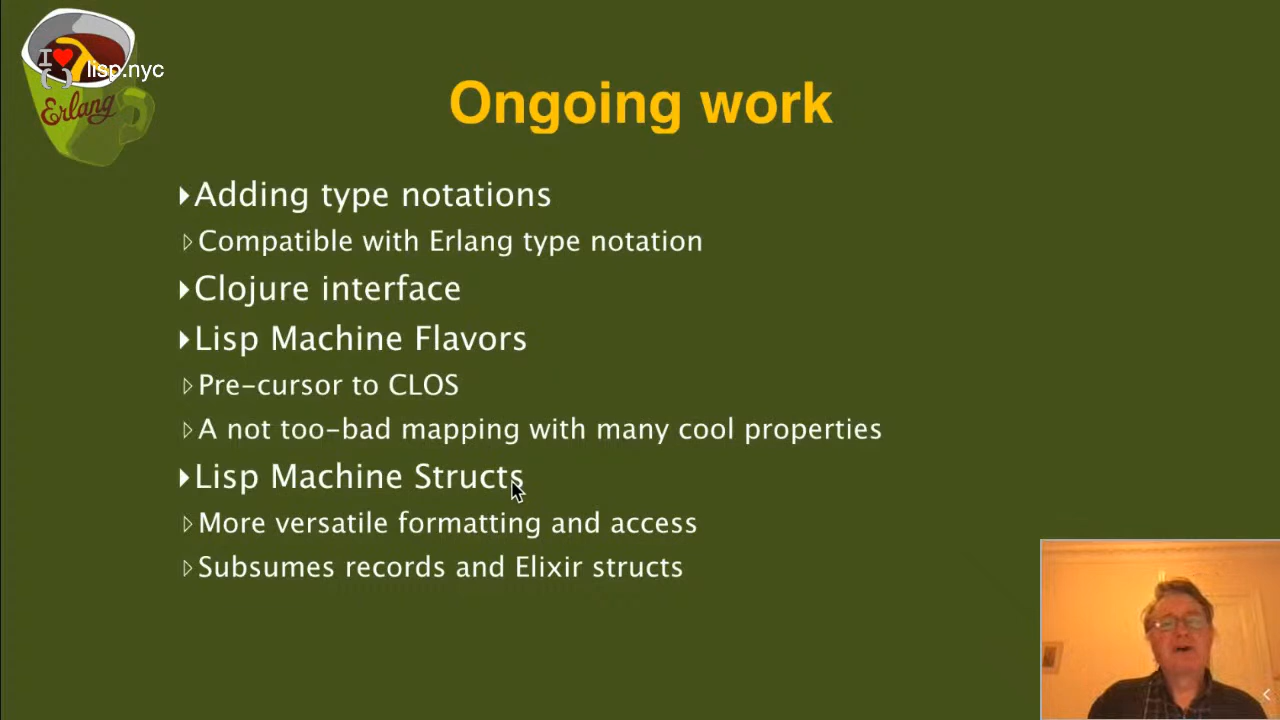 I ❤ lisp.nyc
()
Erlang
Ongoing work
Adding type notations
Compatible with Erlang type notation
Clojure interface
Lisp Machine Flavors
Pre-cursor to CLOS
A not too-bad mapping with many cool properties
Lisp Machine Structs
More versatile formatting and access
Subsumes records and Elixir structs